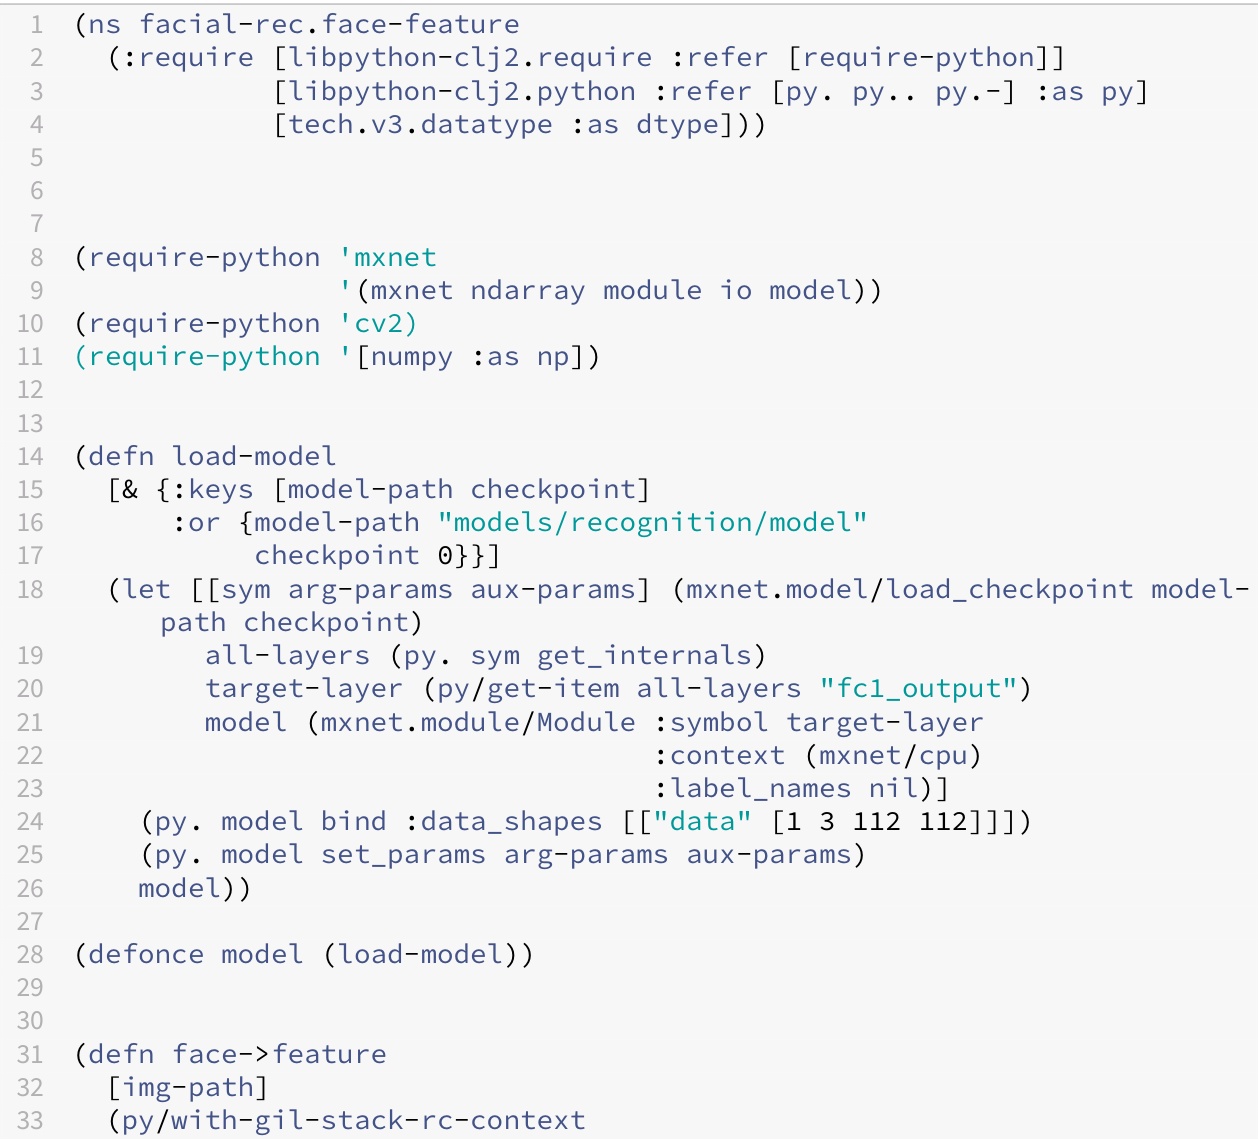 1 (ns facial-rec.face-feature
2   (:require [libpython-clj2.require :refer [require-python]]
3             [libpython-clj2.python :refer [py. py.. py.-] :as py]
4             [tech.v3.datatype :as dtype]))
5
6
7
8 (require-python 'mxnet
9                 '(mxnet ndarray module io model))
10 (require-python 'cv2)
11 (require-python '[numpy :as np])
12
13
14 (defn load-model
15   [& {:keys [model-path checkpoint]
16       :or {model-path "models/recognition/model"
17            checkpoint 0}}]
18   (let [[sym arg-params aux-params] (mxnet.model/load_checkpoint model-
      path checkpoint)
19         all-layers (py. sym get_internals)
20         target-layer (py/get-item all-layers "fc1_output")
21         model (mxnet.module/Module :symbol target-layer
22                                    :context (mxnet/cpu)
23                                    :label_names nil)]
24     (py. model bind :data_shapes [["data" [1 3 112 112]]])
25     (py. model set_params arg-params aux-params)
26     model))
27
28 (defonce model (load-model))
29
30
31 (defn face->feature
32   [img-path]
33   (py/with-gil-stack-rc-context